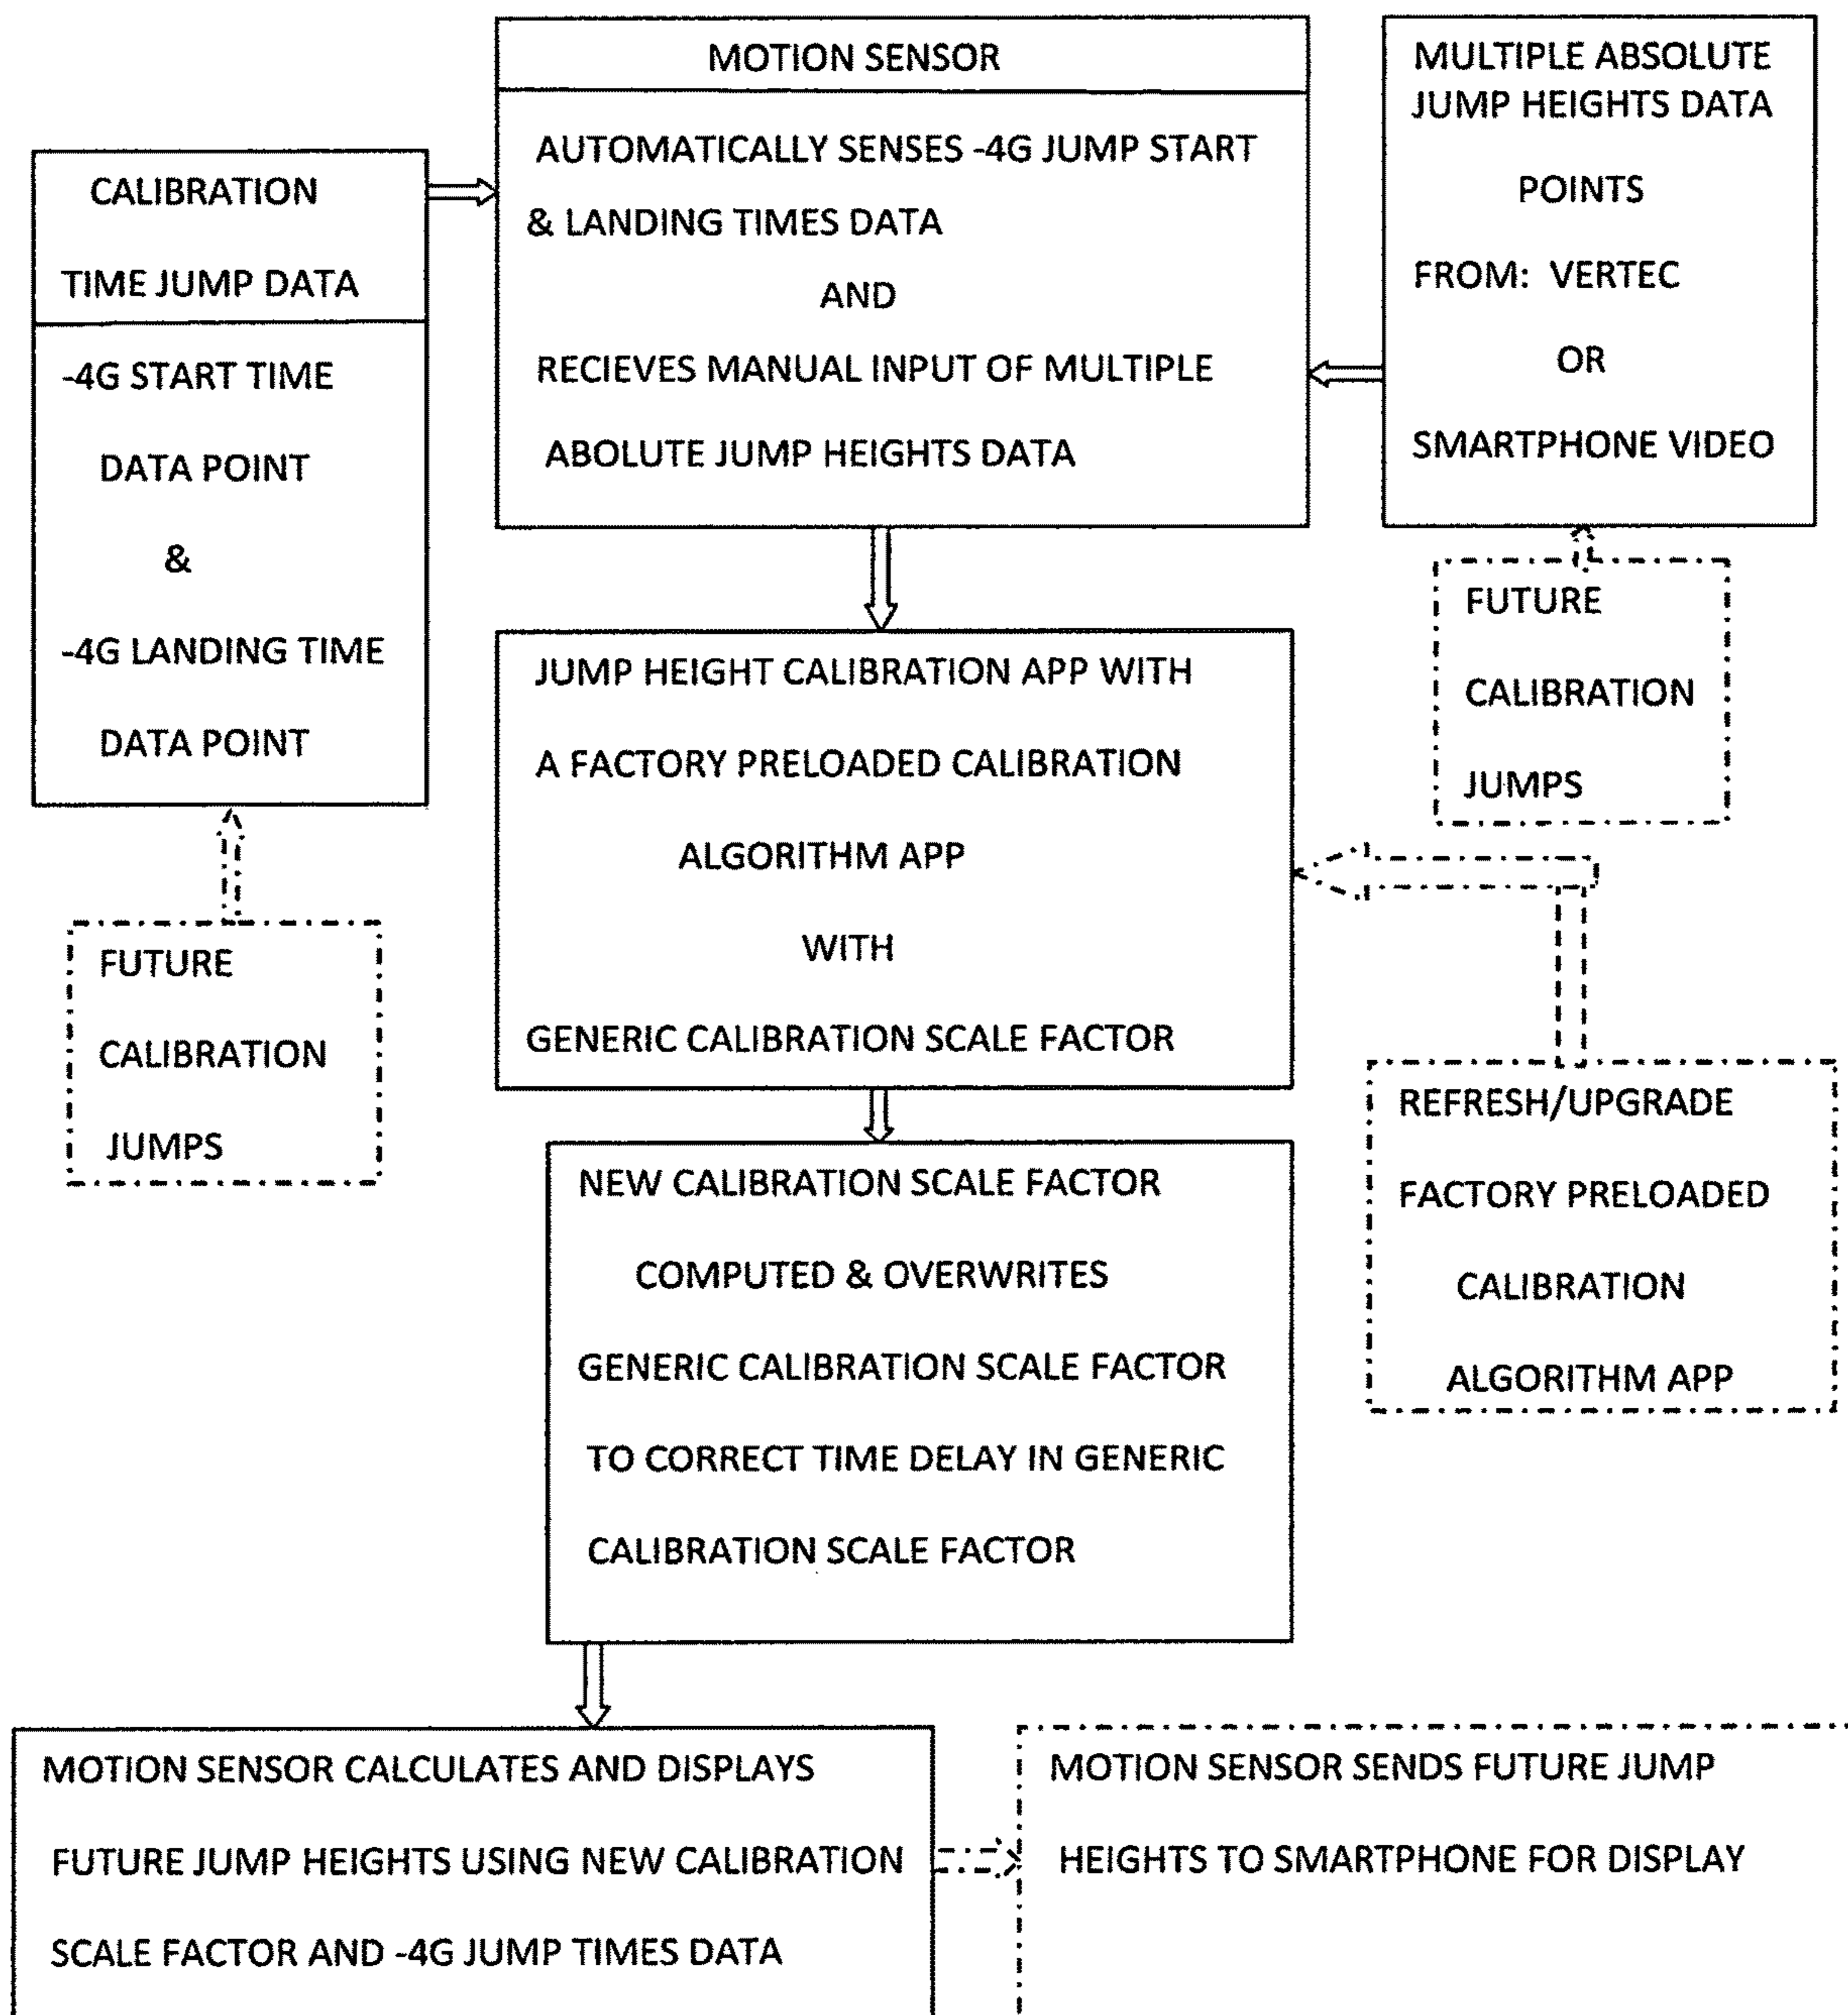 MOTION SENSOR
AUTOMATICALLY SENSES -4G JUMP START
& LANDING TIMES DATA
AND
RECIEVES MANUAL INPUT OF MULTIPLE
ABOLUTE JUMP HEIGHTS DATA
CALIBRATION
TIME JUMP DATA
-4G START TIME
DATA POINT
&
-4G LANDING TIME
DATA POINT
MULTIPLE ABSOLUTE
JUMP HEIGHTS DATA
POINTS
FROM: VERTEC
OR
SMARTPHONE VIDEO
FUTURE
CALIBRATION
JUMPS
FUTURE
CALIBRATION
JUMPS
JUMP HEIGHT CALIBRATION APP WITH
A FACTORY PRELOADED CALIBRATION
ALGORITHM APP
WITH
GENERIC CALIBRATION SCALE FACTOR
REFRESH/UPGRADE
FACTORY PRELOADED
CALIBRATION
ALGORITHM APP
NEW CALIBRATION SCALE FACTOR
COMPUTED & OVERWRITES
GENERIC CALIBRATION SCALE FACTOR
TO CORRECT TIME DELAY IN GENERIC
CALIBRATION SCALE FACTOR
MOTION SENSOR CALCULATES AND DISPLAYS
FUTURE JUMP HEIGHTS USING NEW CALIBRATION
SCALE FACTOR AND -4G JUMP TIMES DATA
MOTION SENSOR SENDS FUTURE JUMP
HEIGHTS TO SMARTPHONE FOR DISPLAY